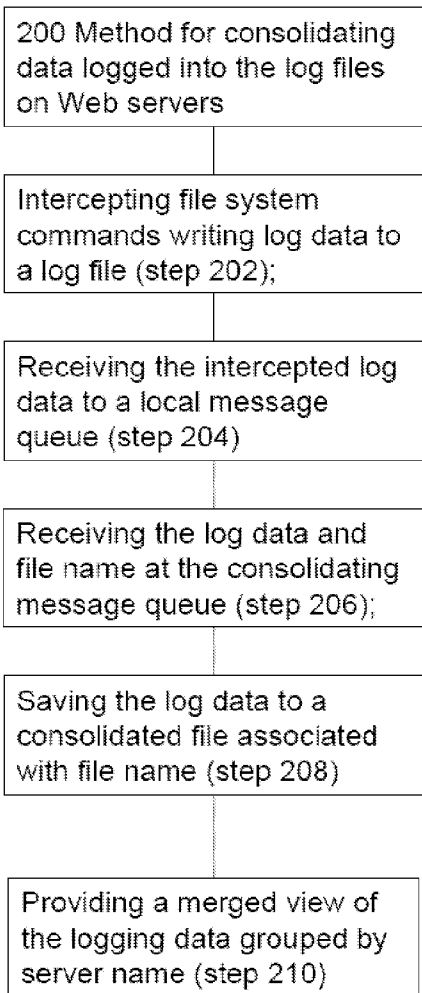 200 Method for consolidating
data logged into the log files
on Web servers
Intercepting file system
commands writing log data to
a log file (step 202);
Receiving the intercepted log
data to a local message
queue (step 204)
Receiving the log data and
file name at the consolidating
message queue (step 206);
Saving the log data to a
consolidated file associated
with file name (step 208)
Providing a merged view of
the logging data grouped by
server name (step 210)